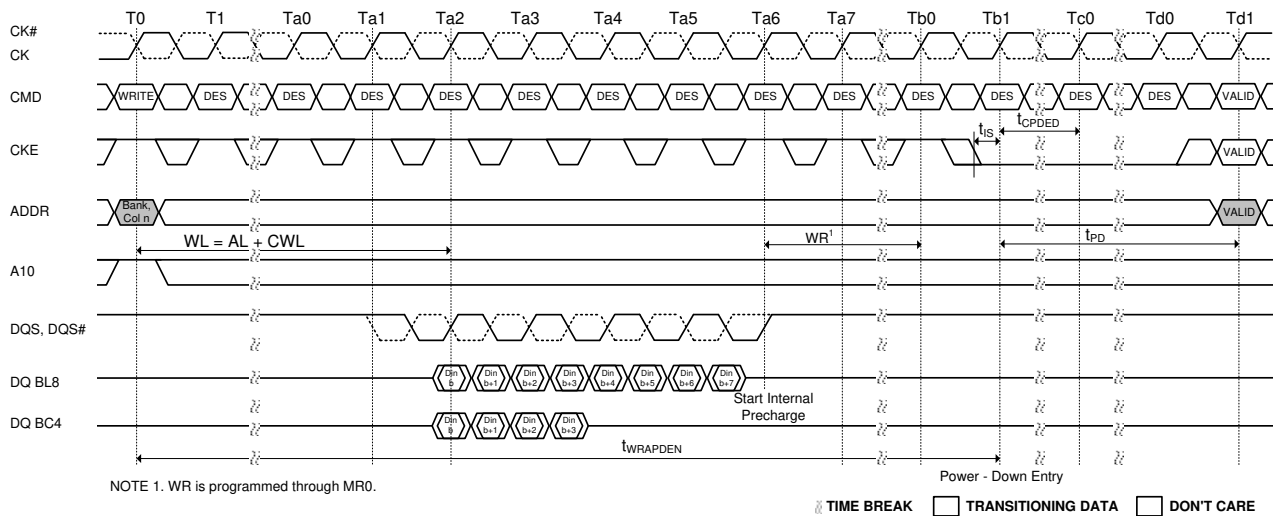 T0 T1 Ta0 Ta1 Ta2 Ta3 Ta4 Ta5 Ta6 Ta7 Tb0 Tb1 Tc0 Td0 Td1
CK#
CK
CMD WRITE DES DES DES DES DES DES DES DES DES DES DES DES DES VALID
tIS tCPDED
CKE VALID
ADDR Bank, Col n VALID
WL = AL + CWL WR1 tPD
A10
DQS, DQS#
DQ BL8 Din b Din b+1 Din b+2 Din b+3 Din b+4 Din b+5 Din b+6 Din b+7
Start Internal
Precharge
DQ BC4 Din b Din b+1 Din b+2 Din b+3
tWRAPDEN
Power - Down Entry
NOTE 1. WR is programmed through MR0.
TIME BREAK TRANSITIONING DATA DON'T CARE